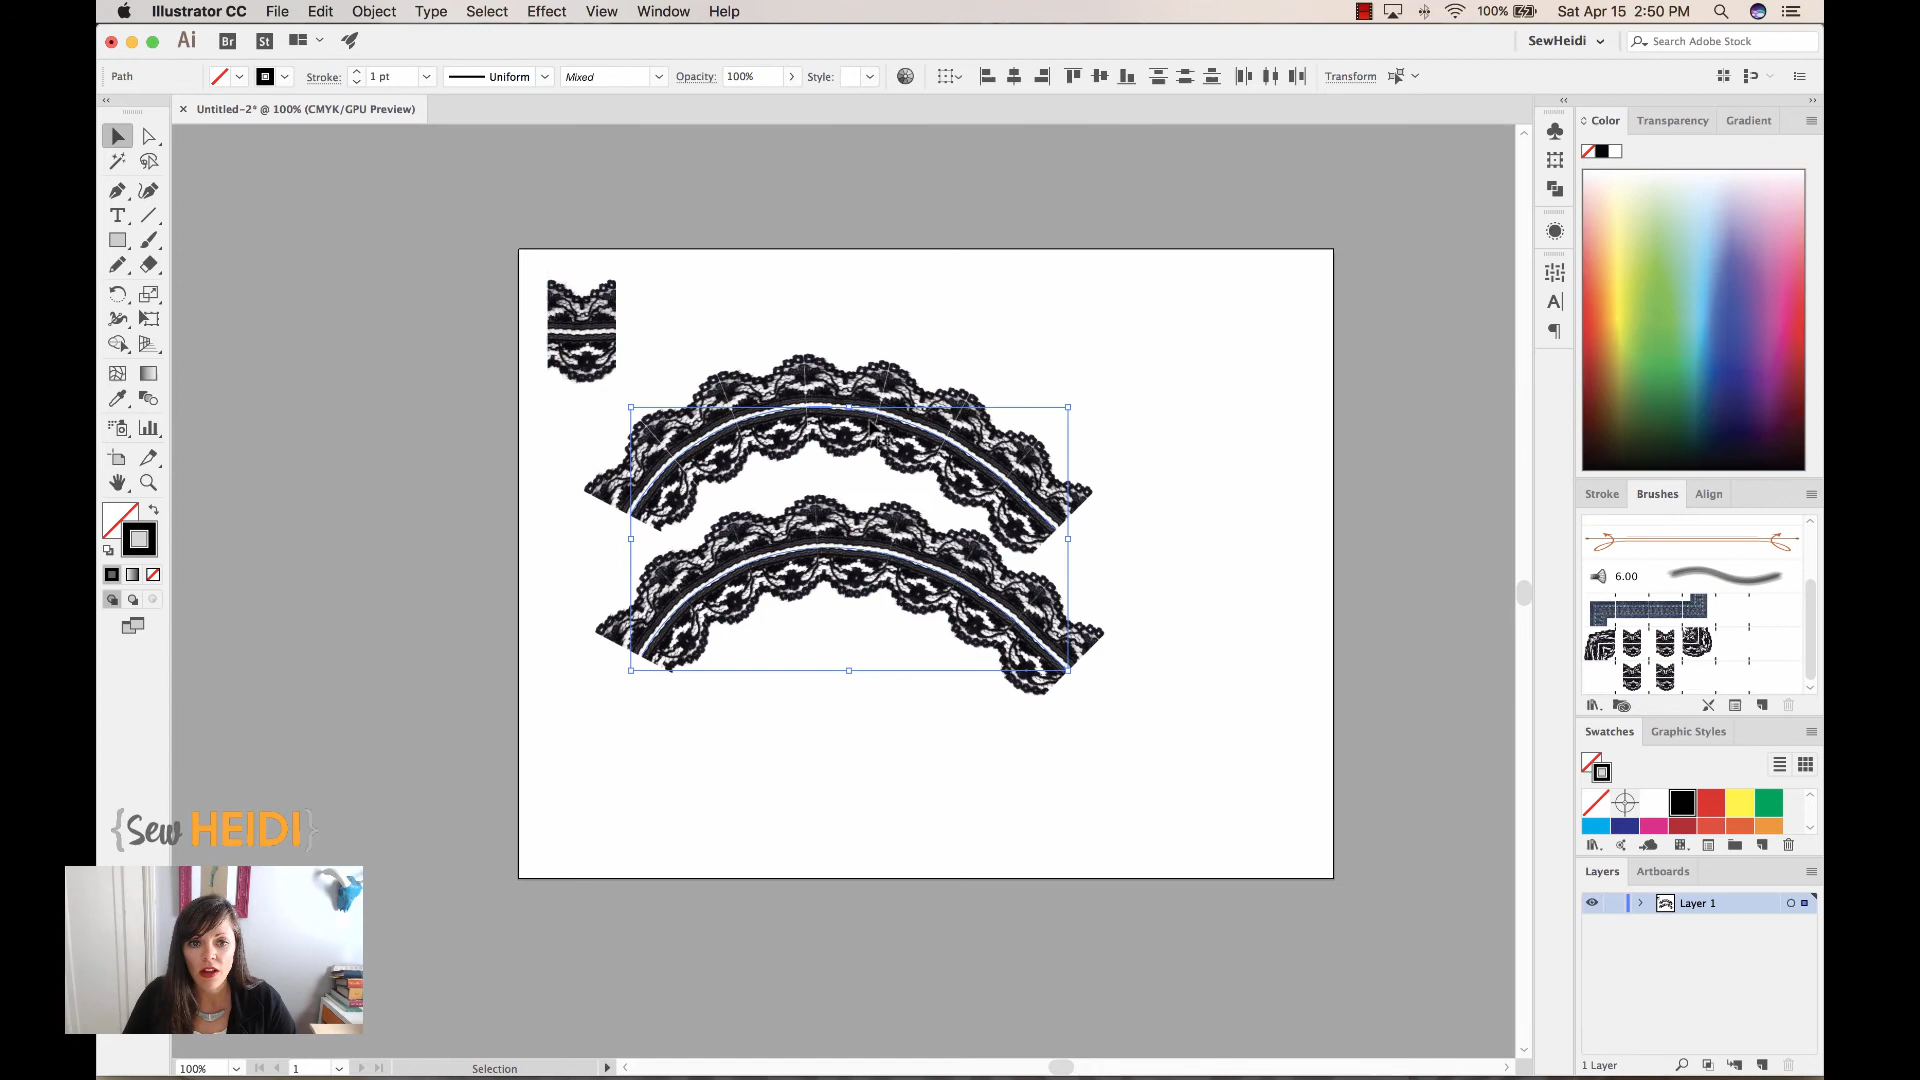 Illustrator CC File Edit Object Type Select Effect View Window Help
100% Sat Apr 15 2:50 PM
Ai Br St
SewHeidi Search Adobe Stock
Path Stroke: 1 pt Uniform Mixed Opacity: 100% Style: Transform
Untitled-2* @ 100% (CMYK/GPU Preview)
Color Transparency Gradient
Stroke Brushes Align
6.00
Swatches Graphic Styles
{Sew HEIDI}
Layers Artboards
Layer 1
1 Layer
100% 1 Selection